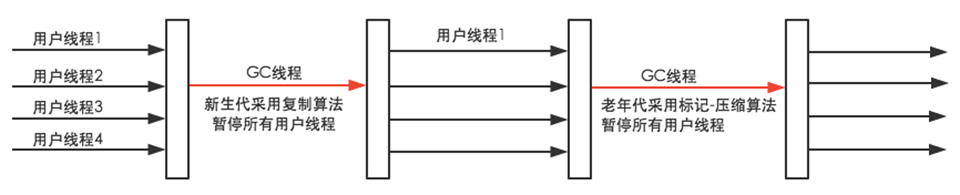 用户线程1
用户线程2
用户线程3
用户线程4
GC线程
新生代采用复制算法
暂停所有用户线程
用户线程1
GC线程
老年代采用标记-压缩算法
暂停所有用户线程